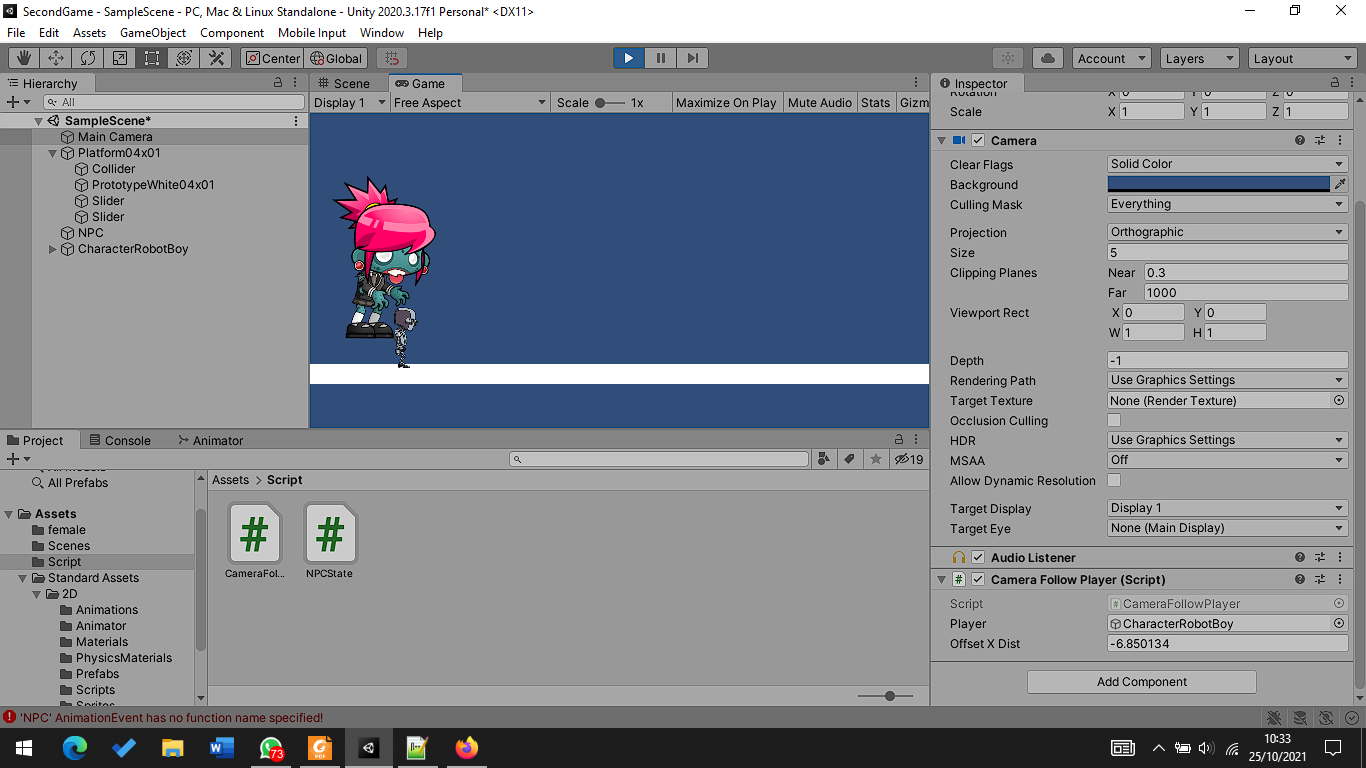 SecondGame - SampleScene - PC, Mac & Linux Standalone - Unity 2020.3.17f1 Personal* <DX11>
File Edit Assets GameObject Component Mobile Input Window Help
Center Global Account Layers Layout
Hierarchy
All
SampleScene*
Main Camera
Platform04x01
Collider
PrototypeWhite04x01
Slider
Slider
NPC
CharacterRobotBoy
Scene Game
Display 1 Free Aspect Scale 1x Maximize On Play Mute Audio Stats Gizm
Inspector
Rotation X 0 Y 0 Z 0
Scale X 1 Y 1 Z 1
Camera
Clear Flags Solid Color
Background
Culling Mask Everything
Projection Orthographic
Size 5
Clipping Planes Near 0.3
Far 1000
Viewport Rect X 0 Y 0
W 1 H 1
Depth -1
Rendering Path Use Graphics Settings
Target Texture None (Render Texture)
Occlusion Culling
HDR Use Graphics Settings
MSAA Off
Allow Dynamic Resolution
Target Display Display 1
Target Eye None (Main Display)
Audio Listener
# Camera Follow Player (Script)
Script # CameraFollowPlayer
Player CharacterRobotBoy
Offset X Dist -6.850134
Add Component
Project Console Animator
19
All Models
All Prefabs
Assets
female
Scenes
Script
Standard Assets
2D
Animations
Animator
Materials
PhysicsMaterials
Prefabs
Scripts
Sprites
Assets > Script
# #
CameraFol... NPCState
'NPC' AnimationEvent has no function name specified!
W 73 PDF
10:33
25/10/2021